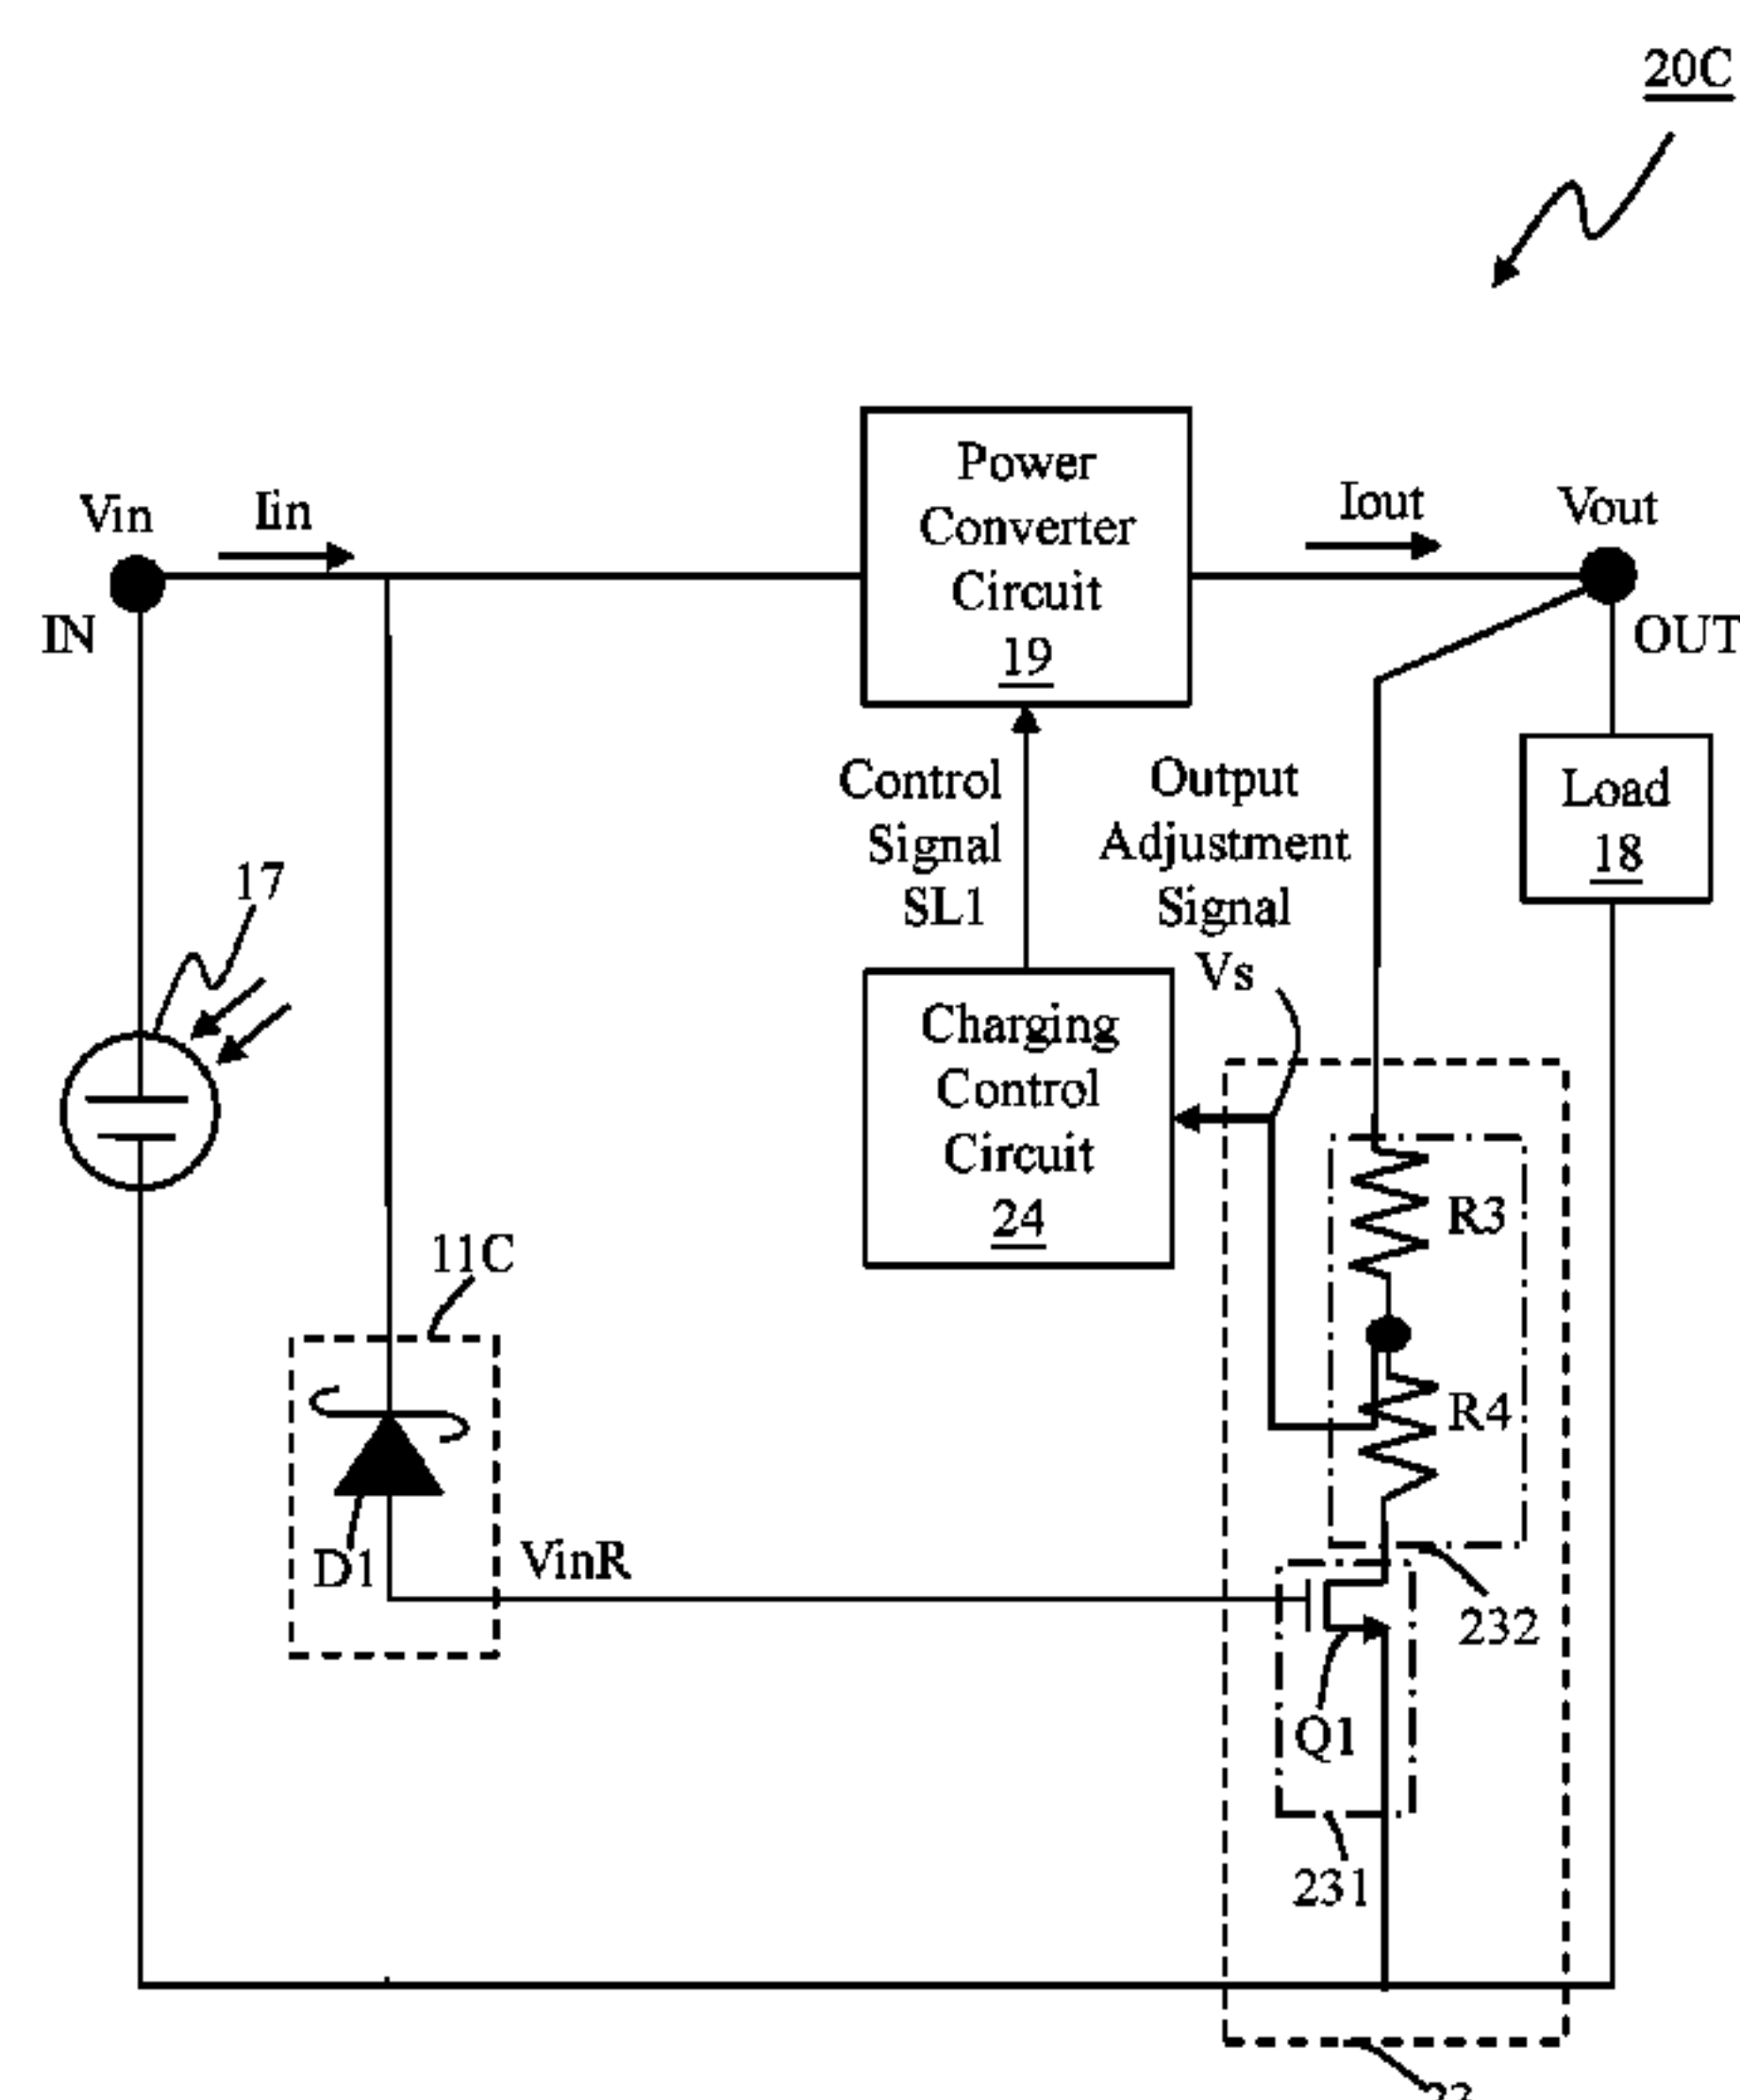 20C
Vin
Iin
IN
Power
Converter
Circuit
19
Iout
Vout
OUT
Control
Signal
SL1
Output
Adjustment
Signal
Vs
Load
18
17
Charging
Control
Circuit
24
R3
11C
R4
D1
VinR
232
Q1
231